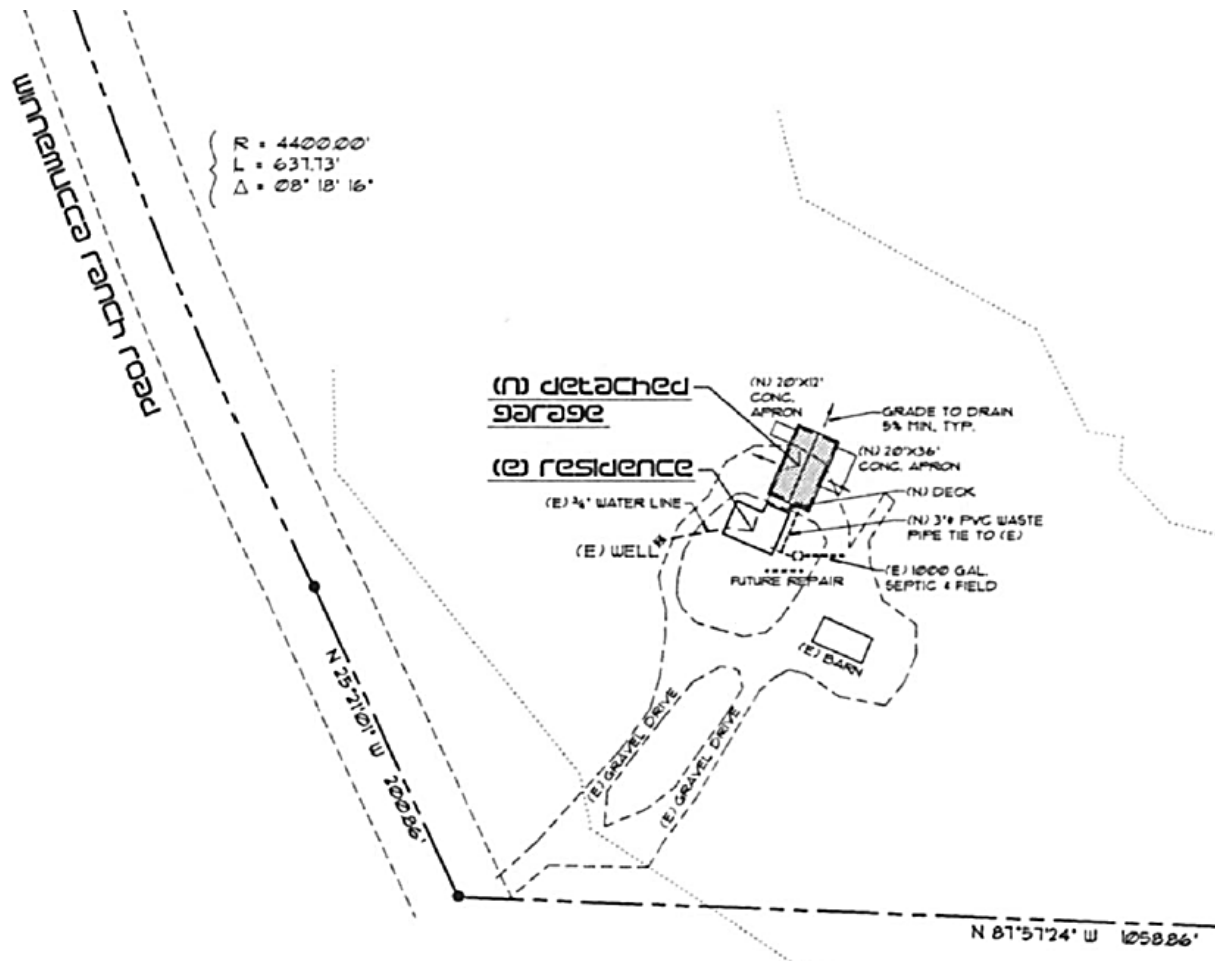 winnemucca ranch road
R = 4400.00'
L = 637.73'
Δ = 08° 18' 16"
(n) detached
garage
(N) 20'X12'
CONC.
APRON
GRADE TO DRAIN
5% MIN, TYP.
(N) 20'X36'
CONC. APRON
(e) residence
(E) ¾" WATER LINE
(N) DECK
(N) 3"ø PVC WASTE
PIPE TIE TO (E)
(E) WELL
(E) 1000 GAL.
SEPTIC & FIELD
FUTURE REPAIR
(E) BARN
N 25°21'01" W 200.86'
(E) GRAVEL DRIVE
(E) GRAVEL DRIVE
N 87°57'24" W 1058.86'